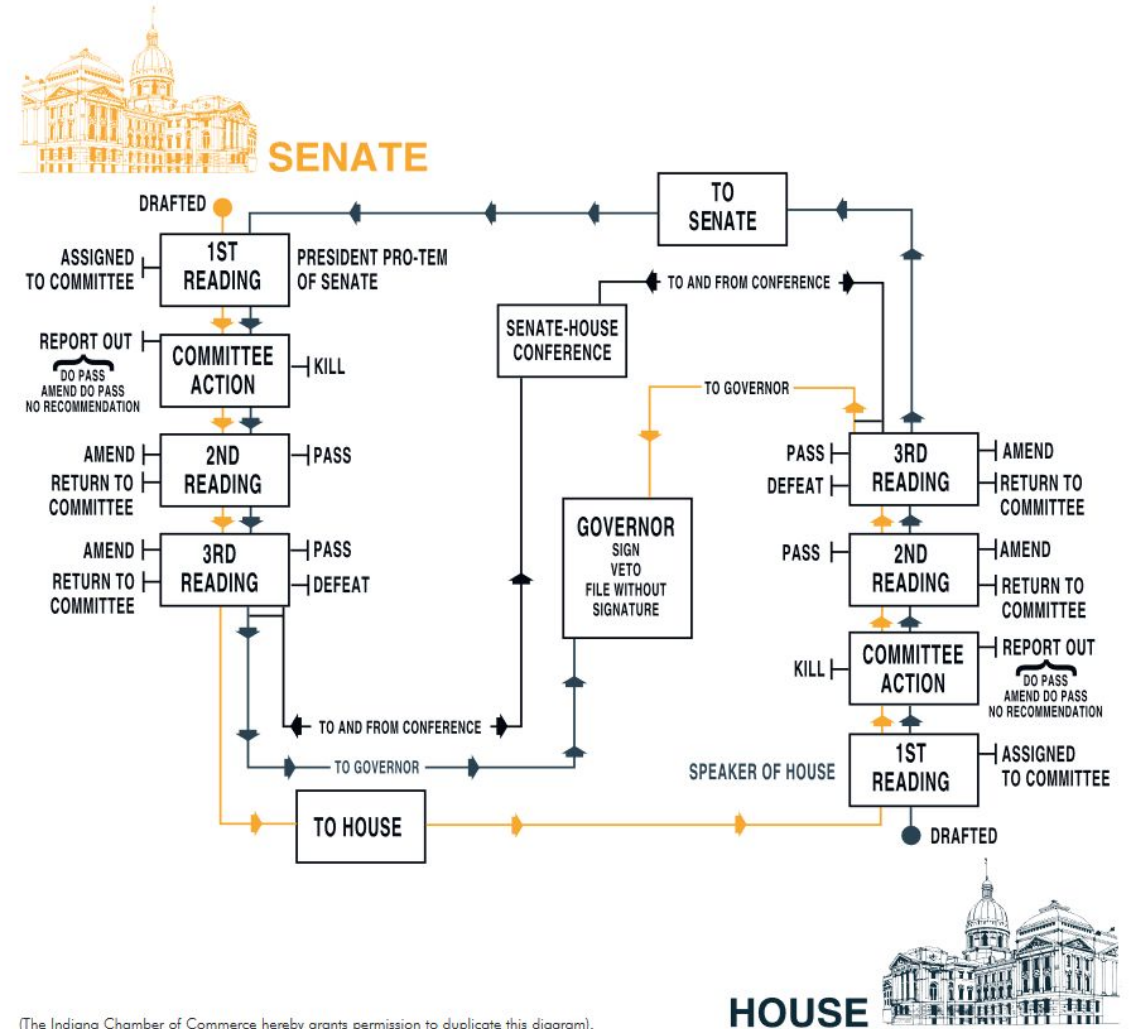 SENATE
DRAFTED
TO
SENATE
ASSIGNED
TO COMMITTEE
1ST
READING
PRESIDENT PRO-TEM
OF SENATE
TO AND FROM CONFERENCE
REPORT OUT
DO PASS
AMEND DO PASS
NO RECOMMENDATION
COMMITTEE
ACTION
KILL
SENATE-HOUSE
CONFERENCE
TO GOVERNOR
AMEND
RETURN TO
COMMITTEE
2ND
READING
PASS
PASS
DEFEAT
3RD
READING
AMEND
RETURN TO
COMMITTEE
AMEND
RETURN TO
COMMITTEE
3RD
READING
PASS
DEFEAT
GOVERNOR
SIGN
VETO
FILE WITHOUT
SIGNATURE
PASS
2ND
READING
AMEND
RETURN TO
COMMITTEE
KILL
COMMITTEE
ACTION
REPORT OUT
DO PASS
AMEND DO PASS
NO RECOMMENDATION
TO AND FROM CONFERENCE
TO GOVERNOR
SPEAKER OF HOUSE
1ST
READING
ASSIGNED
TO COMMITTEE
TO HOUSE
DRAFTED
HOUSE
(The Indiana Chamber of Commerce hereby grants permission to duplicate this diagram).